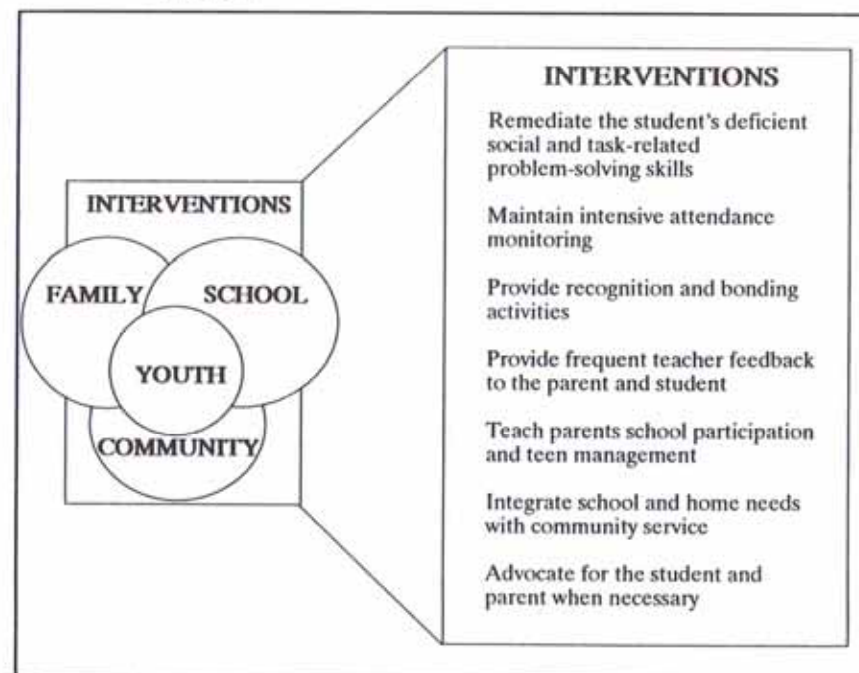 INTERVENTIONS
FAMILY
SCHOOL
YOUTH
COMMUNITY
INTERVENTIONS
Remediate the student's deficient
social and task-related
problem-solving skills
Maintain intensive attendance
monitoring
Provide recognition and bonding
activities
Provide frequent teacher feedback
to the parent and student
Teach parents school participation
and teen management
Integrate school and home needs
with community service
Advocate for the student and
parent when necessary